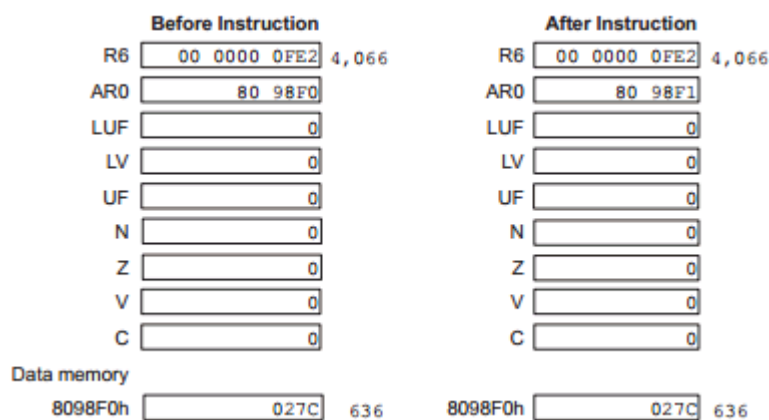 Before Instruction After Instruction
R6 00 0000 0FE2 4,066 R6 00 0000 0FE2 4,066
AR0 80 98F0 AR0 80 98F1
LUF 0 LUF 0
LV 0 LV 0
UF 0 UF 0
N 0 N 0
Z 0 Z 0
V 0 V 0
C 0 C 0
Data memory
8098F0h 027C 636 8098F0h 027C 636